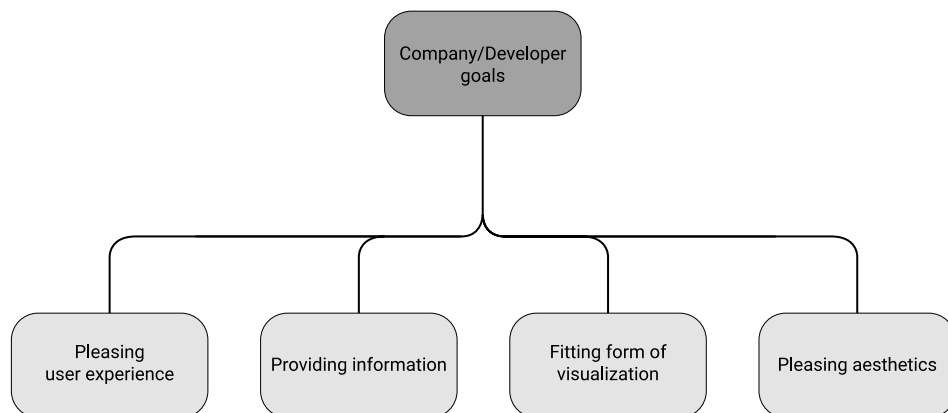 Company/Developer
goals
Pleasing
user experience
Providing information
Fitting form of
visualization
Pleasing aesthetics